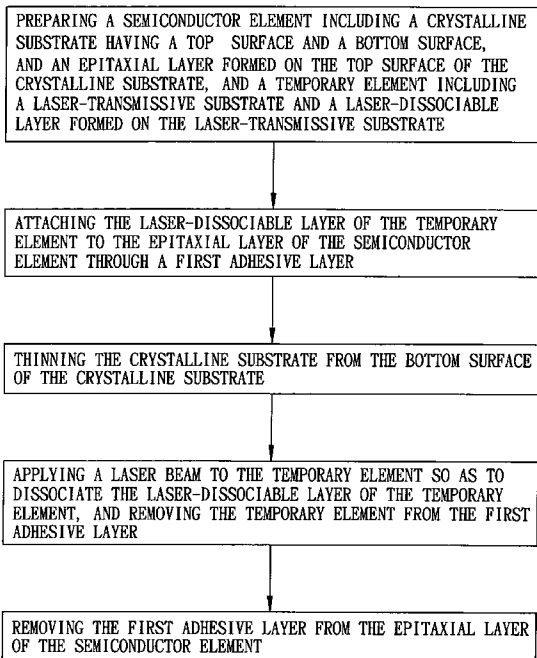 PREPARING A SEMICONDUCTOR ELEMENT INCLUDING A CRYSTALLINE
SUBSTRATE HAVING A TOP SURFACE AND A BOTTOM SURFACE,
AND AN EPITAXIAL LAYER FORMED ON THE TOP SURFACE OF THE
CRYSTALLINE SUBSTRATE, AND A TEMPORARY ELEMENT INCLUDING
A LASER-TRANSMISSIVE SUBSTRATE AND A LASER-DISSOCIABLE
LAYER FORMED ON THE LASER-TRANSMISSIVE SUBSTRATE
ATTACHING THE LASER-DISSOCIABLE LAYER OF THE TEMPORARY
ELEMENT TO THE EPITAXIAL LAYER OF THE SEMICONDUCTOR
ELEMENT THROUGH A FIRST ADHESIVE LAYER
THINNING THE CRYSTALLINE SUBSTRATE FROM THE BOTTOM SURFACE
OF THE CRYSTALLINE SUBSTRATE
APPLYING A LASER BEAM TO THE TEMPORARY ELEMENT SO AS TO
DISSOCIATE THE LASER-DISSOCIABLE LAYER OF THE TEMPORARY
ELEMENT, AND REMOVING THE TEMPORARY ELEMENT FROM THE FIRST
ADHESIVE LAYER
REMOVING THE FIRST ADHESIVE LAYER FROM THE EPITAXIAL LAYER
OF THE SEMICONDUCTOR ELEMENT